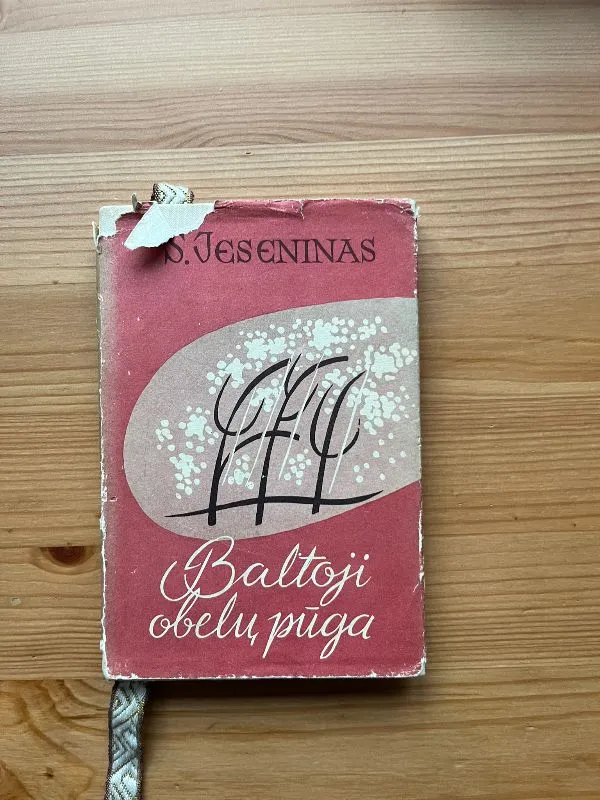 S. JESENINAS
Baltoji
obelų pūga